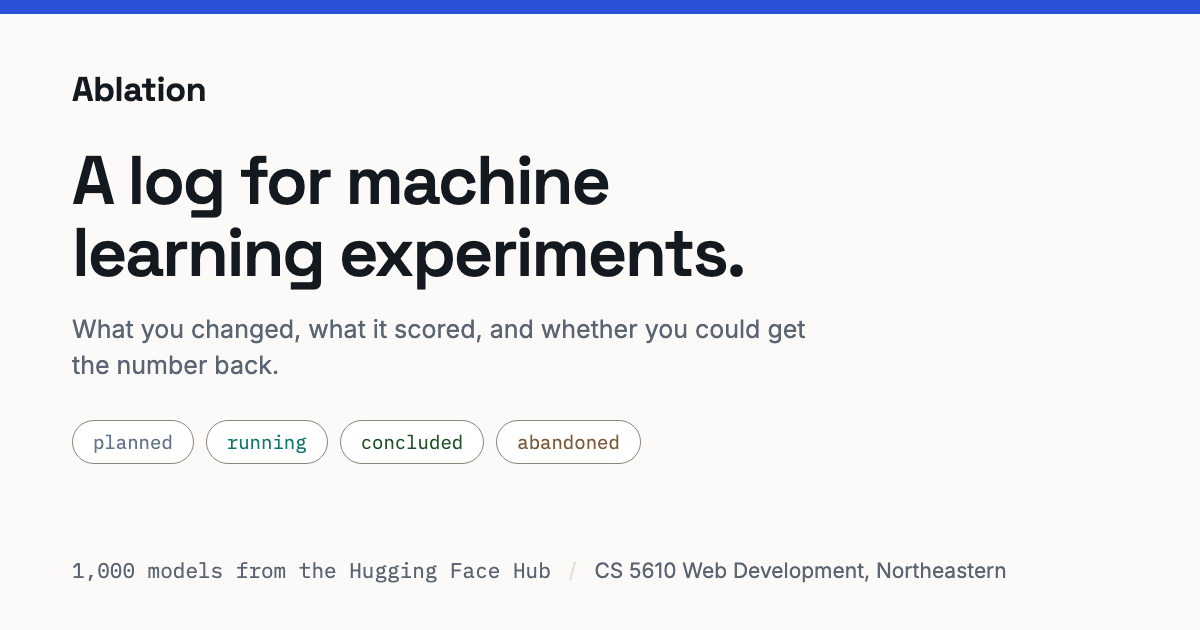 Ablation
A log for machine
learning experiments.
What you changed, what it scored, and whether you could get
the number back.
planned running concluded abandoned
1,000 models from the Hugging Face Hub / CS 5610 Web Development, Northeastern